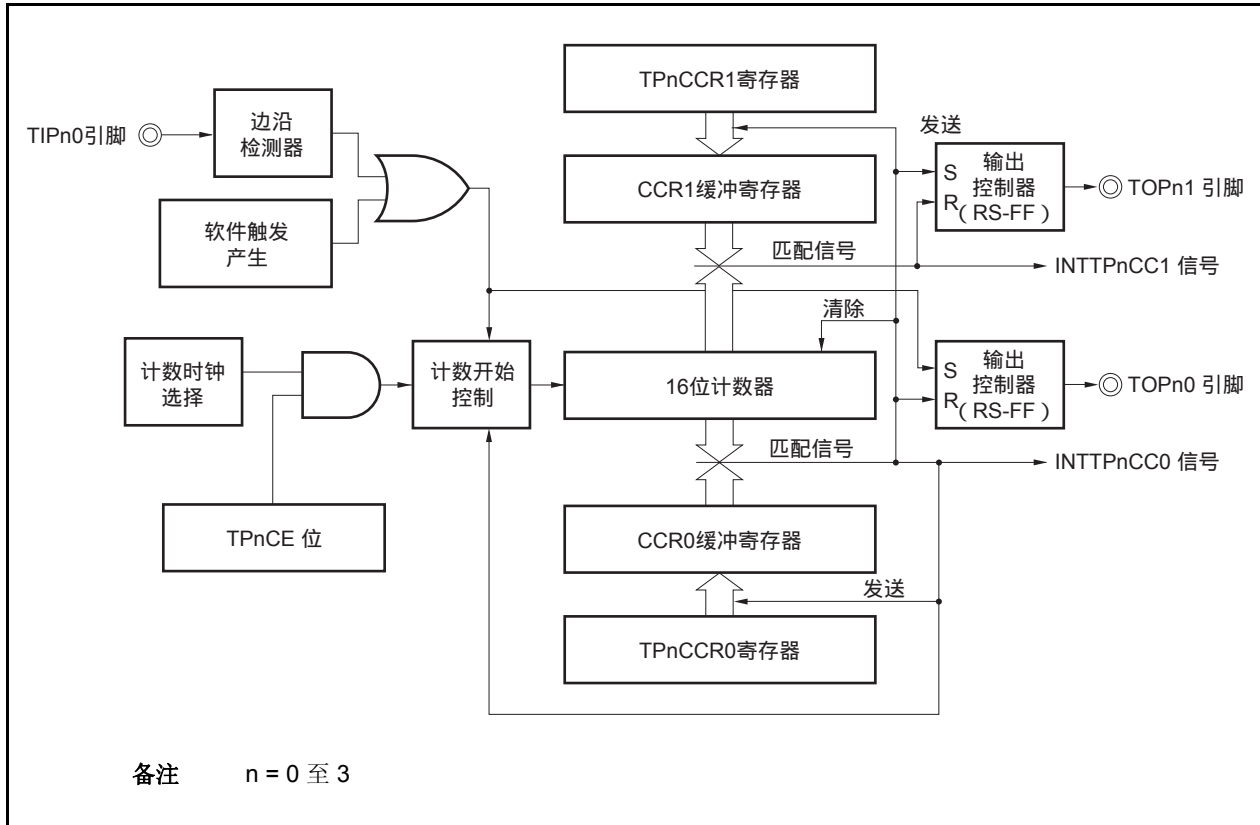 TPnCCR1寄存器
TIPn0引脚
边沿
检测器
发送
CCR1缓冲寄存器
S
R
输出
控制器
（RS-FF）
TOPn1 引脚
软件触发
产生
匹配信号
INTTPnCC1 信号
清除
计数时钟
选择
计数开始
控制
16位计数器
S
R
输出
控制器
（RS-FF）
TOPn0 引脚
匹配信号
INTTPnCC0 信号
TPnCE 位
CCR0缓冲寄存器
发送
TPnCCR0寄存器
备注 n = 0 至 3